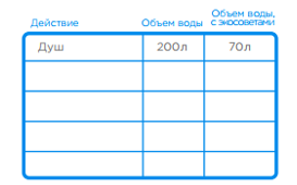 Действие Объем воды Объем воды,
с экосоветами
Душ 200л 70л